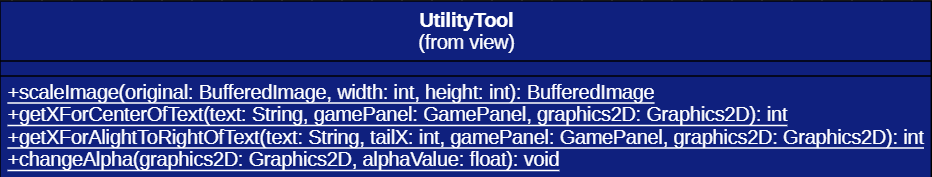 UtilityTool
(from view)
+scaleImage(original: BufferedImage, width: int, height: int): BufferedImage
+getXForCenterOfText(text: String, gamePanel: GamePanel, graphics2D: Graphics2D): int
+getXForAlightToRightOfText(text: String, tailX: int, gamePanel: GamePanel, graphics2D: Graphics2D): int
+changeAlpha(graphics2D: Graphics2D, alphaValue: float): void